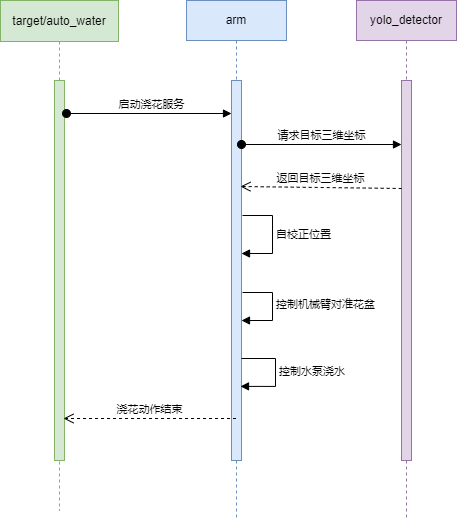 target/auto_water
arm
yolo_detector
启动浇花服务
请求目标三维坐标
返回目标三维坐标
自校正位置
控制机械臂对准花盆
控制水泵浇水
浇花动作结束